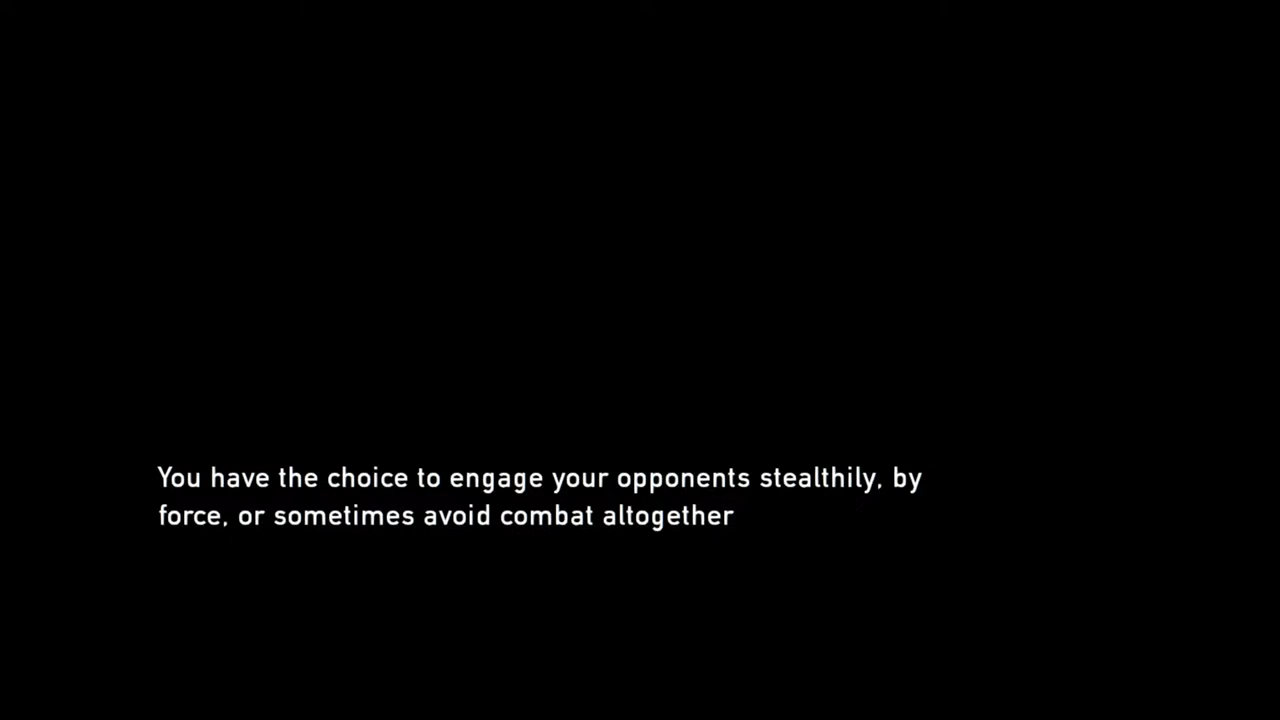 You have the choice to engage your opponents stealthily, by
force, or sometimes avoid combat altogether